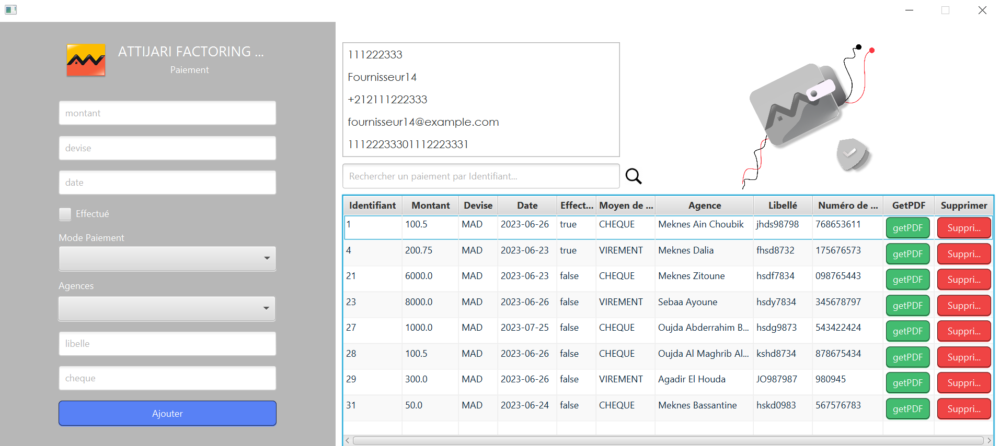 ATTIJARI FACTORING ...
Paiement
montant
devise
date
Effectué
Mode Paiement
Agences
libelle
cheque
Ajouter
111222333
Fournisseur14
+212111222333
fournisseur14@example.com
11122233301112223331
Rechercher un paiement par Identifiant...
Identifiant Montant Devise Date Effect... Moyen de ... Agence Libellé Numéro de ... GetPDF Supprimer
1 100.5 MAD 2023-06-26 true CHEQUE Meknes Ain Choubik jhds98798 768653611 getPDF Suppri...
4 200.75 MAD 2023-06-23 true VIREMENT Meknes Dalia fhsd8732 175676573 getPDF Suppri...
21 6000.0 MAD 2023-06-23 false CHEQUE Meknes Zitoune hsdf7834 098765443 getPDF Suppri...
23 8000.0 MAD 2023-06-26 false VIREMENT Sebaa Ayoune hsdy7834 345678797 getPDF Suppri...
27 1000.0 MAD 2023-07-25 false CHEQUE Oujda Abderrahim B... hsdg9873 543422424 getPDF Suppri...
28 100.5 MAD 2023-06-26 false CHEQUE Oujda Al Maghrib Al... kshd8734 878675434 getPDF Suppri...
29 300.0 MAD 2023-06-26 false VIREMENT Agadir El Houda JO987987 980945 getPDF Suppri...
31 50.0 MAD 2023-06-24 false CHEQUE Meknes Bassantine hskd0983 567576783 getPDF Suppri...